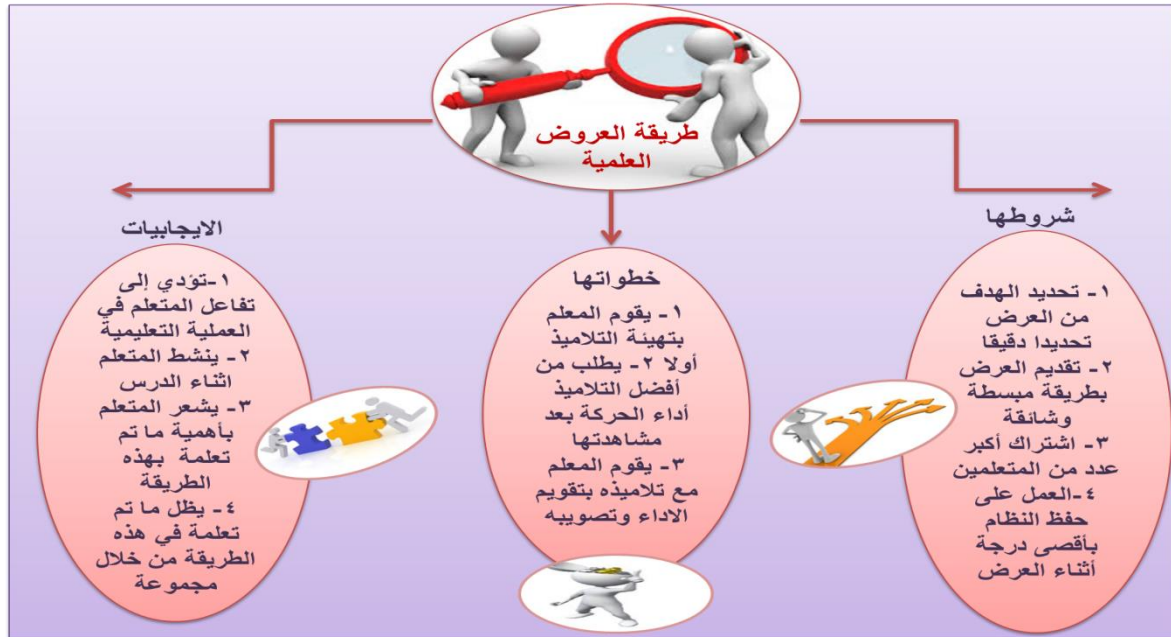 طريقة العروض
العلمية
شروطها
١- تحديد الهدف
من العرض
تحديدا دقيقا
٢- تقديم العرض
بطريقة مبسطة
وشائقة
٣- اشتراك أكبر
عدد من المتعلمين
٤-العمل على
حفظ النظام
بأقصى درجة
أثناء العرض
خطواتها
١- يقوم المعلم
بتهيئة التلاميذ
أولا ٢- يطلب من
أفضل التلاميذ
أداء الحركة بعد
مشاهدتها
٣- يقوم المعلم
مع تلاميذه بتقويم
الاداء وتصويبه
الايجابيات
١-تؤدي إلى
تفاعل المتعلم في
العملية التعليمية
٢- ينشط المتعلم
اثناء الدرس
٣- يشعر المتعلم
بأهمية ما تم
تعلمة بهذه
الطريقة
٤- يظل ما تم
تعلمة في هذه
الطريقة من خلال
مجموعة